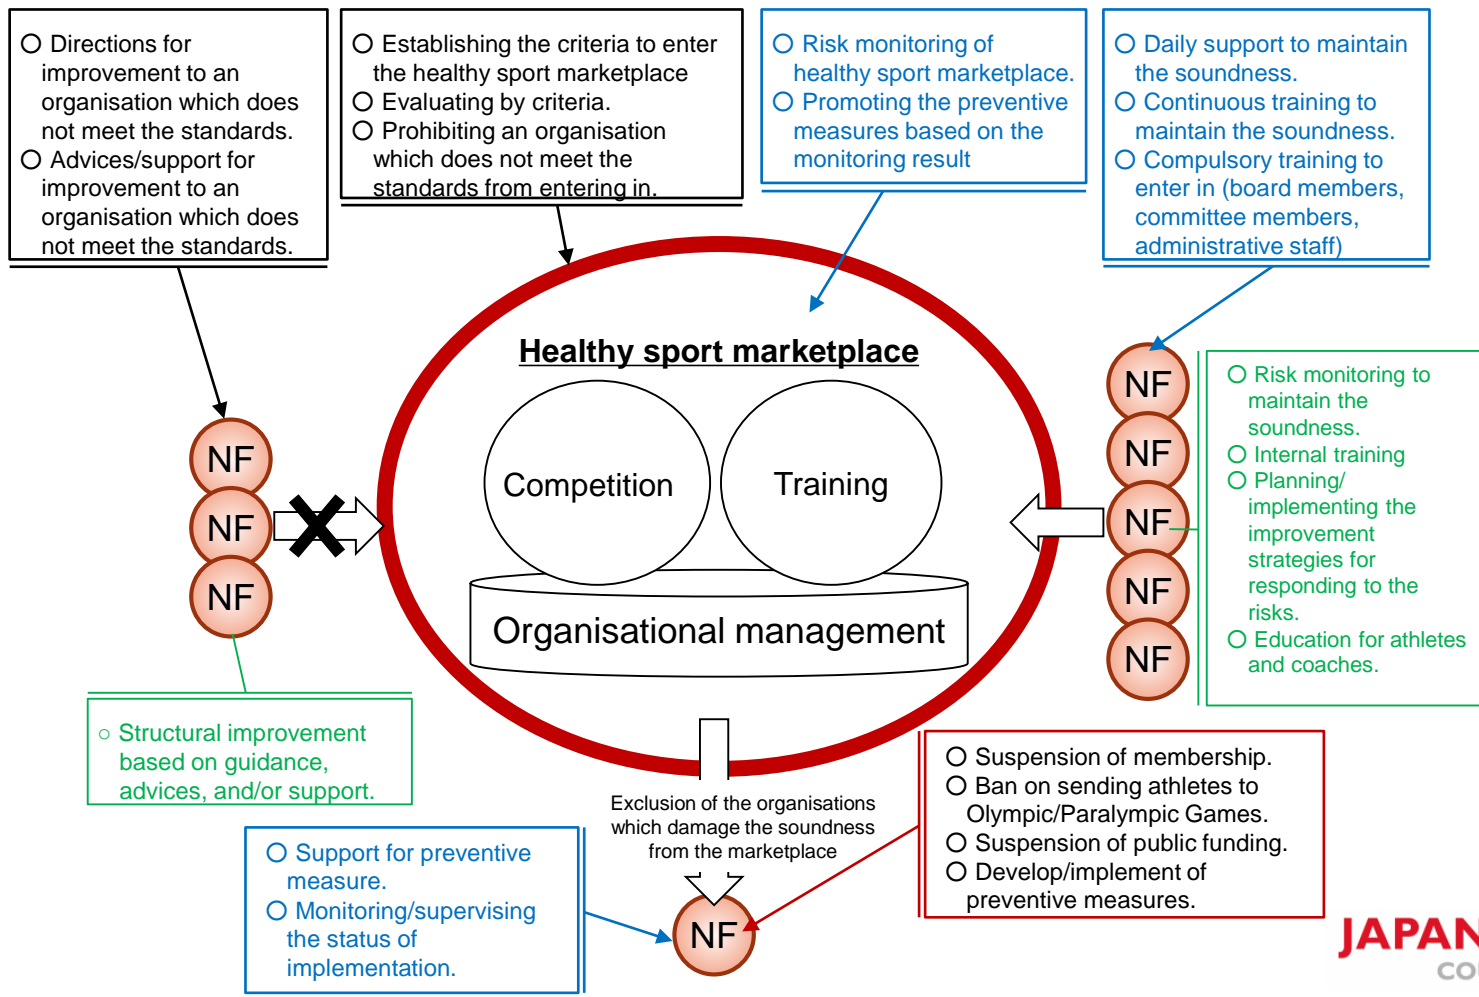 ○ Directions for
improvement to an
organisation which does
not meet the standards.
○ Advices/support for
improvement to an
organisation which does
not meet the standards.
○ Establishing the criteria to enter
the healthy sport marketplace
○ Evaluating by criteria.
○ Prohibiting an organisation
which does not meet the
standards from entering in.
○ Risk monitoring of
healthy sport marketplace.
○ Promoting the preventive
measures based on the
monitoring result
○ Daily support to maintain
the soundness.
○ Continuous training to
maintain the soundness.
○ Compulsory training to
enter in (board members,
committee members,
administrative staff)
Healthy sport marketplace
Competition
Training
Organisational management
NF
NF
NF
NF
NF
NF
NF
NF
○ Risk monitoring to
maintain the
soundness.
○ Internal training
○ Planning/
implementing the
improvement
strategies for
responding to the
risks.
○ Education for athletes
and coaches.
○ Structural improvement
based on guidance,
advices, and/or support.
Exclusion of the organisations
which damage the soundness
from the marketplace
NF
○ Support for preventive
measure.
○ Monitoring/supervising
the status of
implementation.
○ Suspension of membership.
○ Ban on sending athletes to
Olympic/Paralympic Games.
○ Suspension of public funding.
○ Develop/implement of
preventive measures.
JAPAN